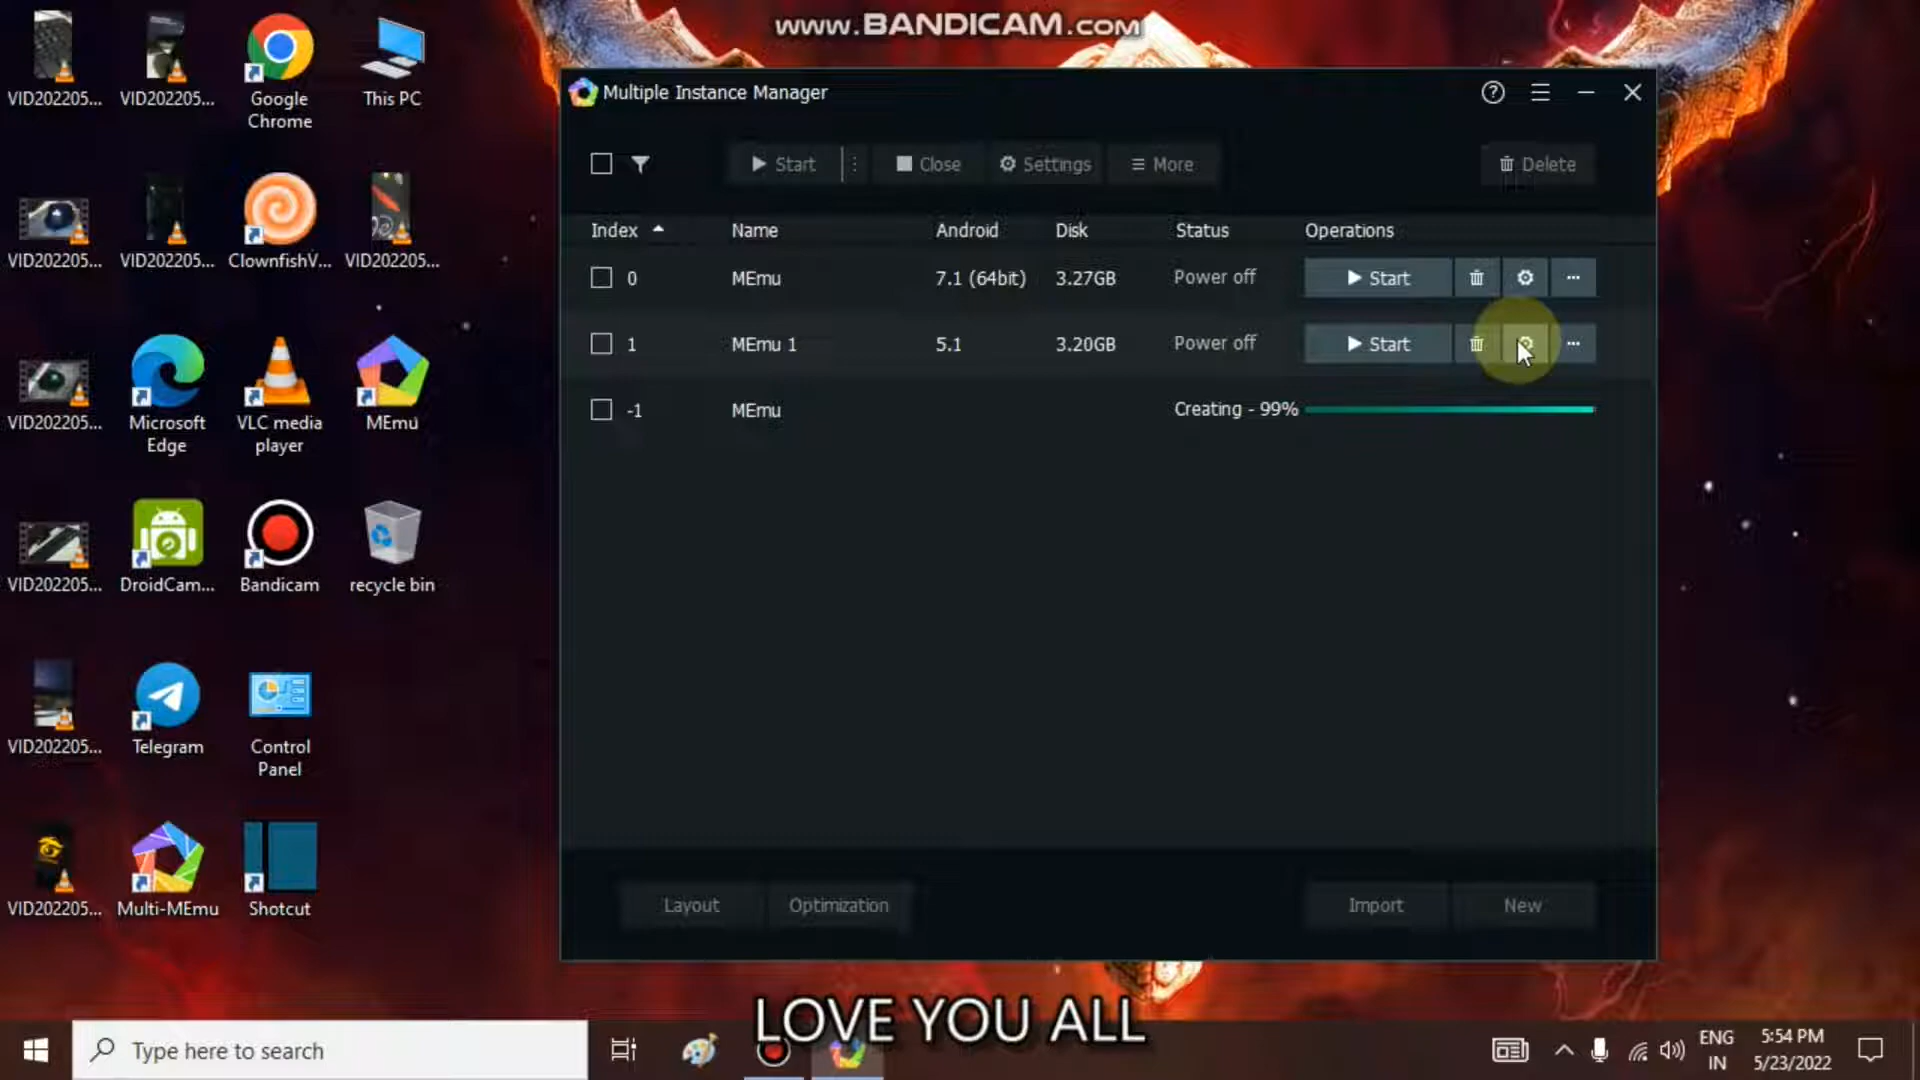 www.BANDICAM.com
VID202205...
VID202205...
Google
Chrome
This PC
VID202205...
VID202205...
ClownfishV...
VID202205...
VID202205...
Microsoft
Edge
VLC media
player
MEmu
VID202205...
DroidCam...
Bandicam
recycle bin
VID202205...
Telegram
Control
Panel
VID202205...
Multi-MEmu
Shotcut
Multiple Instance Manager
Start
Close
Settings
More
Delete
Index Name Android Disk Status Operations
0 MEmu 7.1 (64bit) 3.27GB Power off Start
1 MEmu 1 5.1 3.20GB Power off Start
-1 MEmu Creating - 99%
Layout
Optimization
Import
New
LOVE YOU ALL
Type here to search
ENG
IN
5:54 PM
5/23/2022